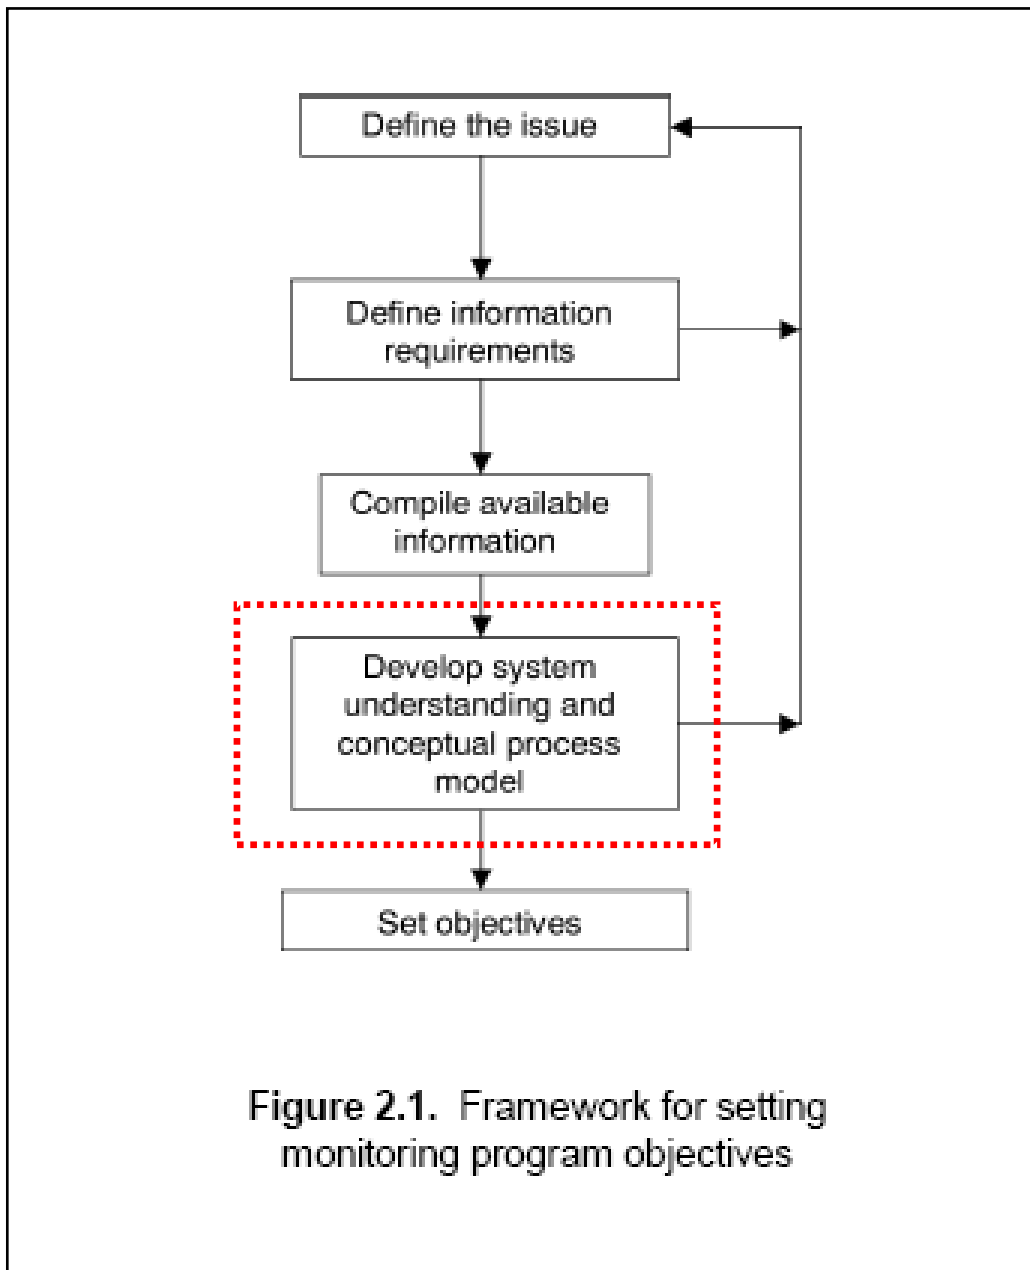 Define the issue
Define information
requirements
Compile available
information
Develop system
understanding and
conceptual process
model
Set objectives
Figure 2.1. Framework for setting
monitoring program objectives